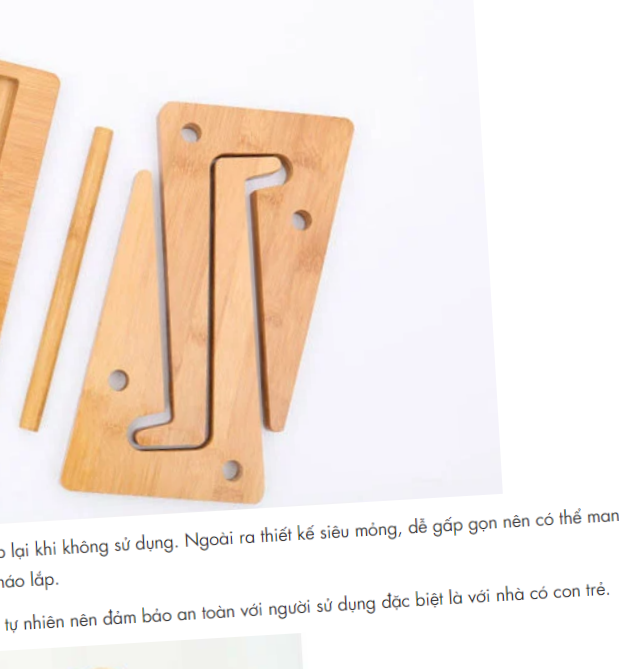 lại khi không sử dụng. Ngoài ra thiết kế siêu mỏng, dễ gấp gọn nên có thể man
háo lắp.
tự nhiên nên đảm bảo an toàn với người sử dụng đặc biệt là với nhà có con trẻ.